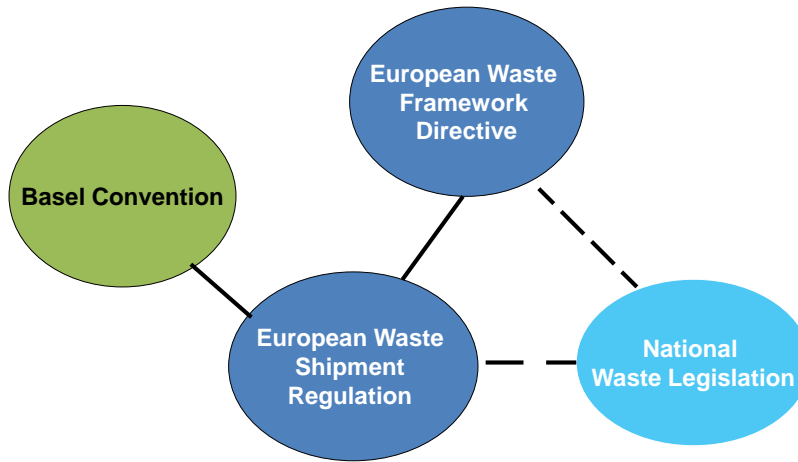 European Waste
Framework
Directive
Basel Convention
European Waste
Shipment
Regulation
National
Waste Legislation